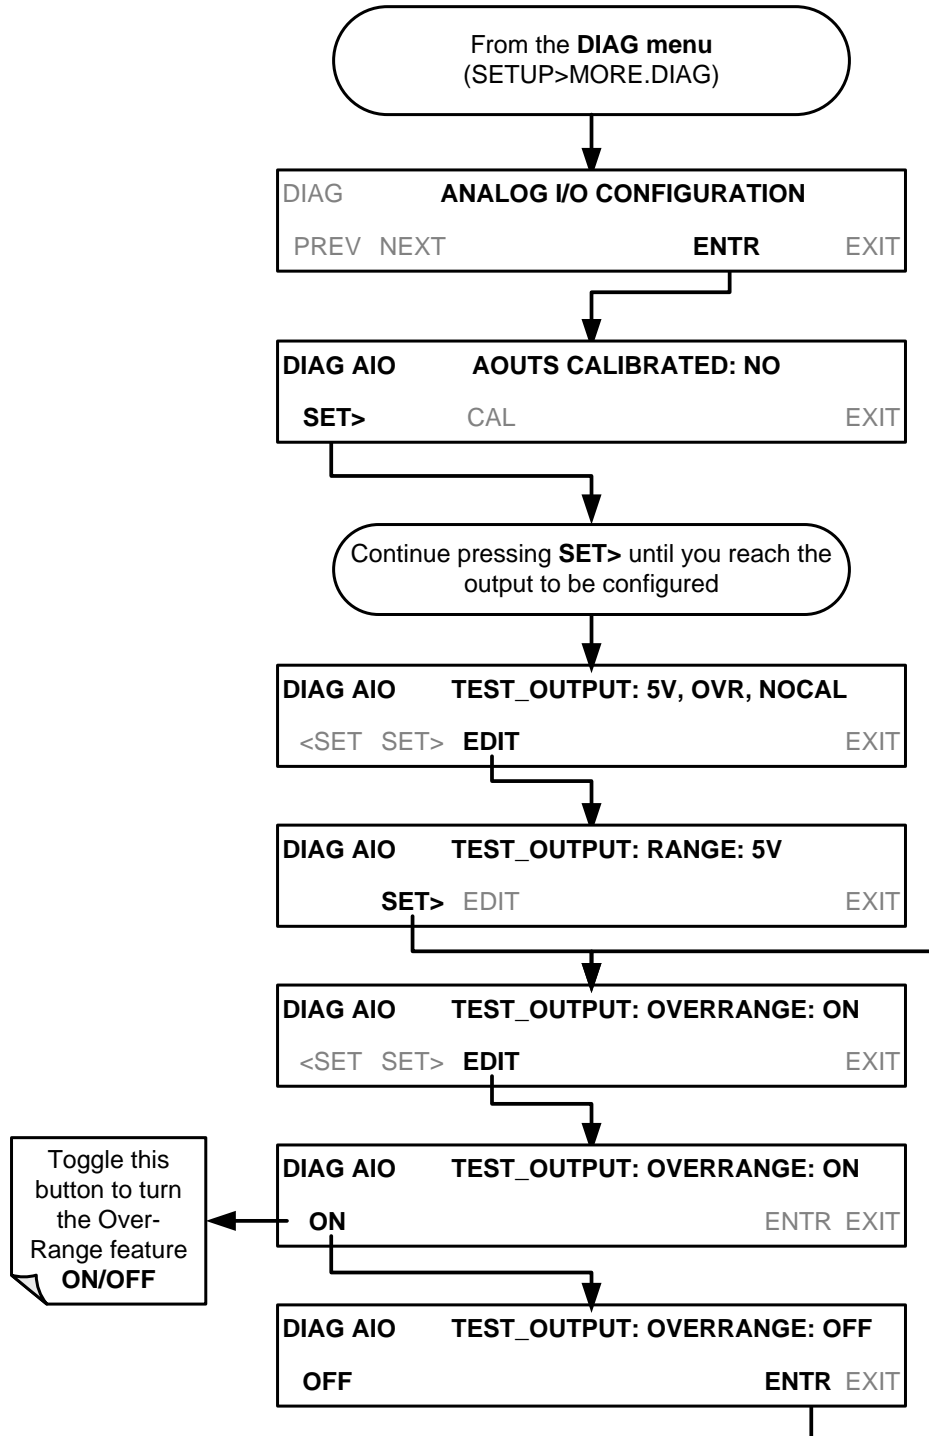 From the DIAG menu
(SETUP>MORE.DIAG)
DIAG ANALOG I/O CONFIGURATION
PREV NEXT ENTR EXIT
DIAG AIO AOUTS CALIBRATED: NO
SET> CAL EXIT
Continue pressing SET> until you reach the
output to be configured
DIAG AIO TEST_OUTPUT: 5V, OVR, NOCAL
<SET SET> EDIT EXIT
DIAG AIO TEST_OUTPUT: RANGE: 5V
SET> EDIT EXIT
DIAG AIO TEST_OUTPUT: OVERRANGE: ON
<SET SET> EDIT EXIT
Toggle this
button to turn
the Over-
Range feature
ON/OFF
DIAG AIO TEST_OUTPUT: OVERRANGE: ON
ON ENTR EXIT
DIAG AIO TEST_OUTPUT: OVERRANGE: OFF
OFF ENTR EXIT